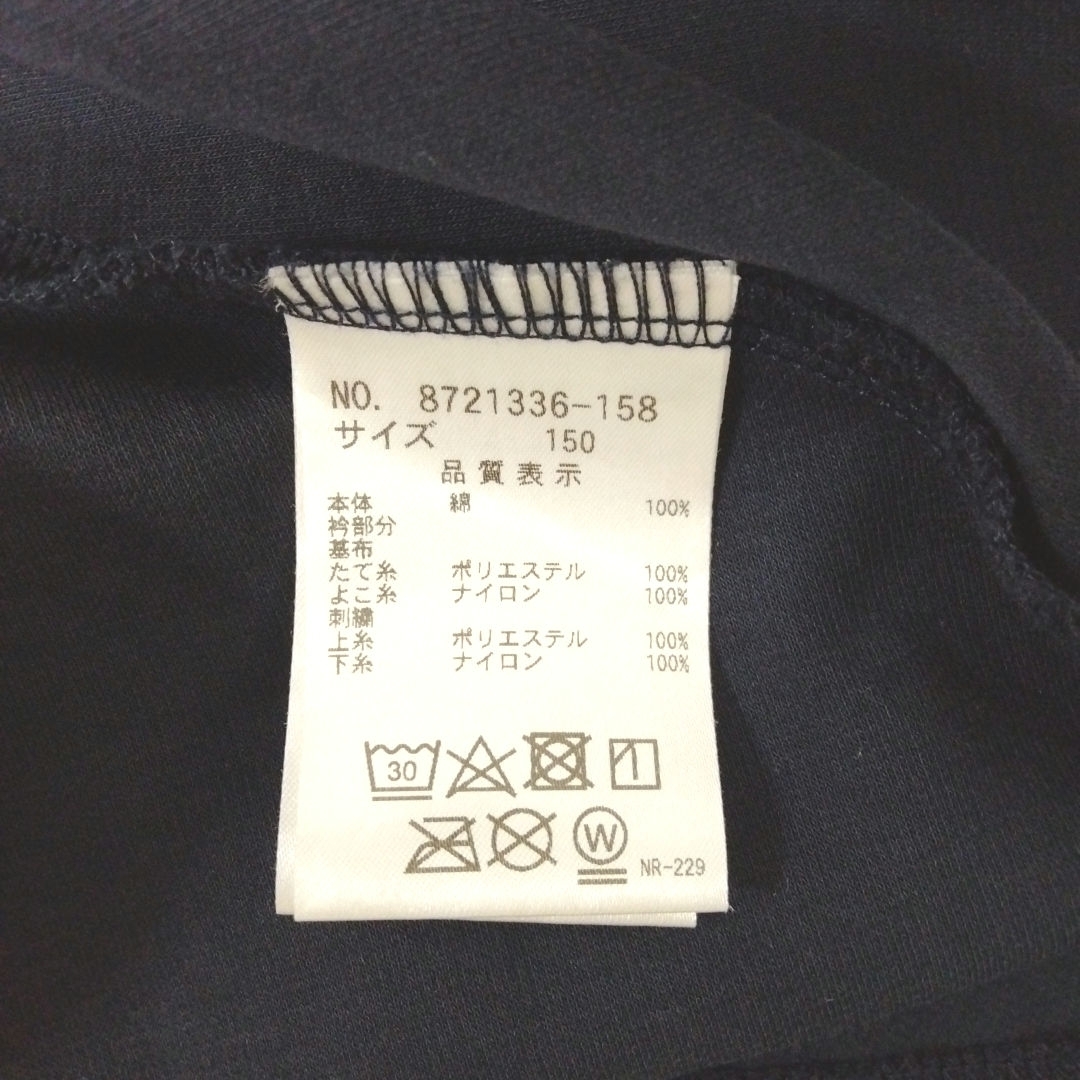 NO. 8721336-158
サイズ 150
品質表示
本体 綿 100%
衿部分
基布
たて糸 ポリエステル 100%
よこ糸 ナイロン 100%
刺繍
上糸 ポリエステル 100%
下糸 ナイロン 100%
30
W NR-229